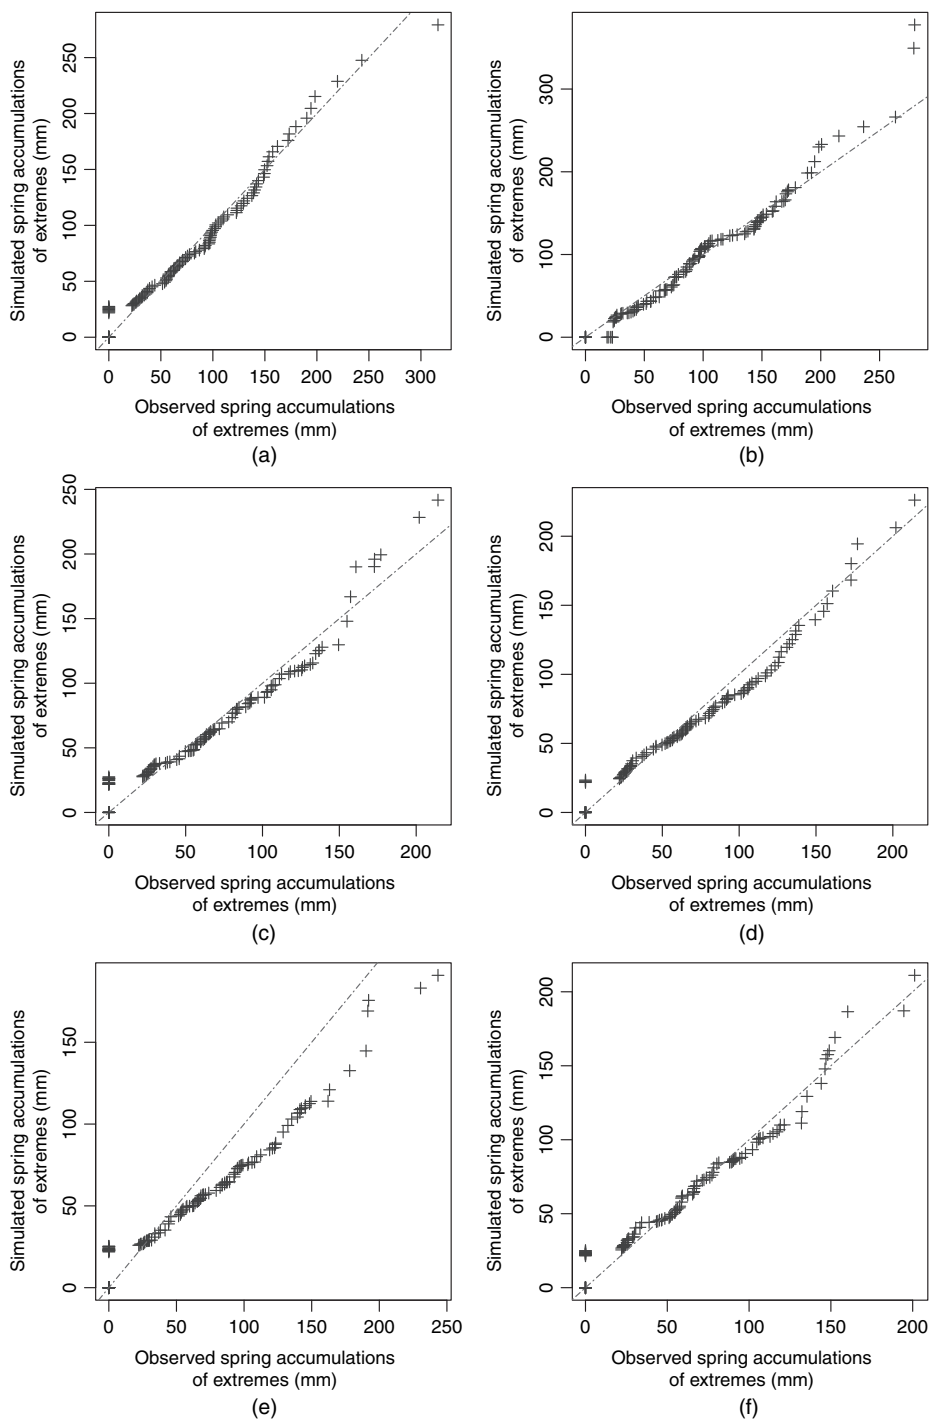 Simulated spring accumulations
of extremes (mm)
0 50 100 150 200 250
0 50 100 150 200 250 300
Observed spring accumulations
of extremes (mm)
(a)
Simulated spring accumulations
of extremes (mm)
0 100 200 300
0 50 100 150 200 250
Observed spring accumulations
of extremes (mm)
(b)
Simulated spring accumulations
of extremes (mm)
0 50 100 150 200 250
0 50 100 150 200
Observed spring accumulations
of extremes (mm)
(c)
Simulated spring accumulations
of extremes (mm)
0 50 100 150 200
0 50 100 150 200
Observed spring accumulations
of extremes (mm)
(d)
Simulated spring accumulations
of extremes (mm)
0 50 100 150
0 50 100 150 200 250
Observed spring accumulations
of extremes (mm)
(e)
Simulated spring accumulations
of extremes (mm)
0 50 100 150 200
0 50 100 150 200
Observed spring accumulations
of extremes (mm)
(f)